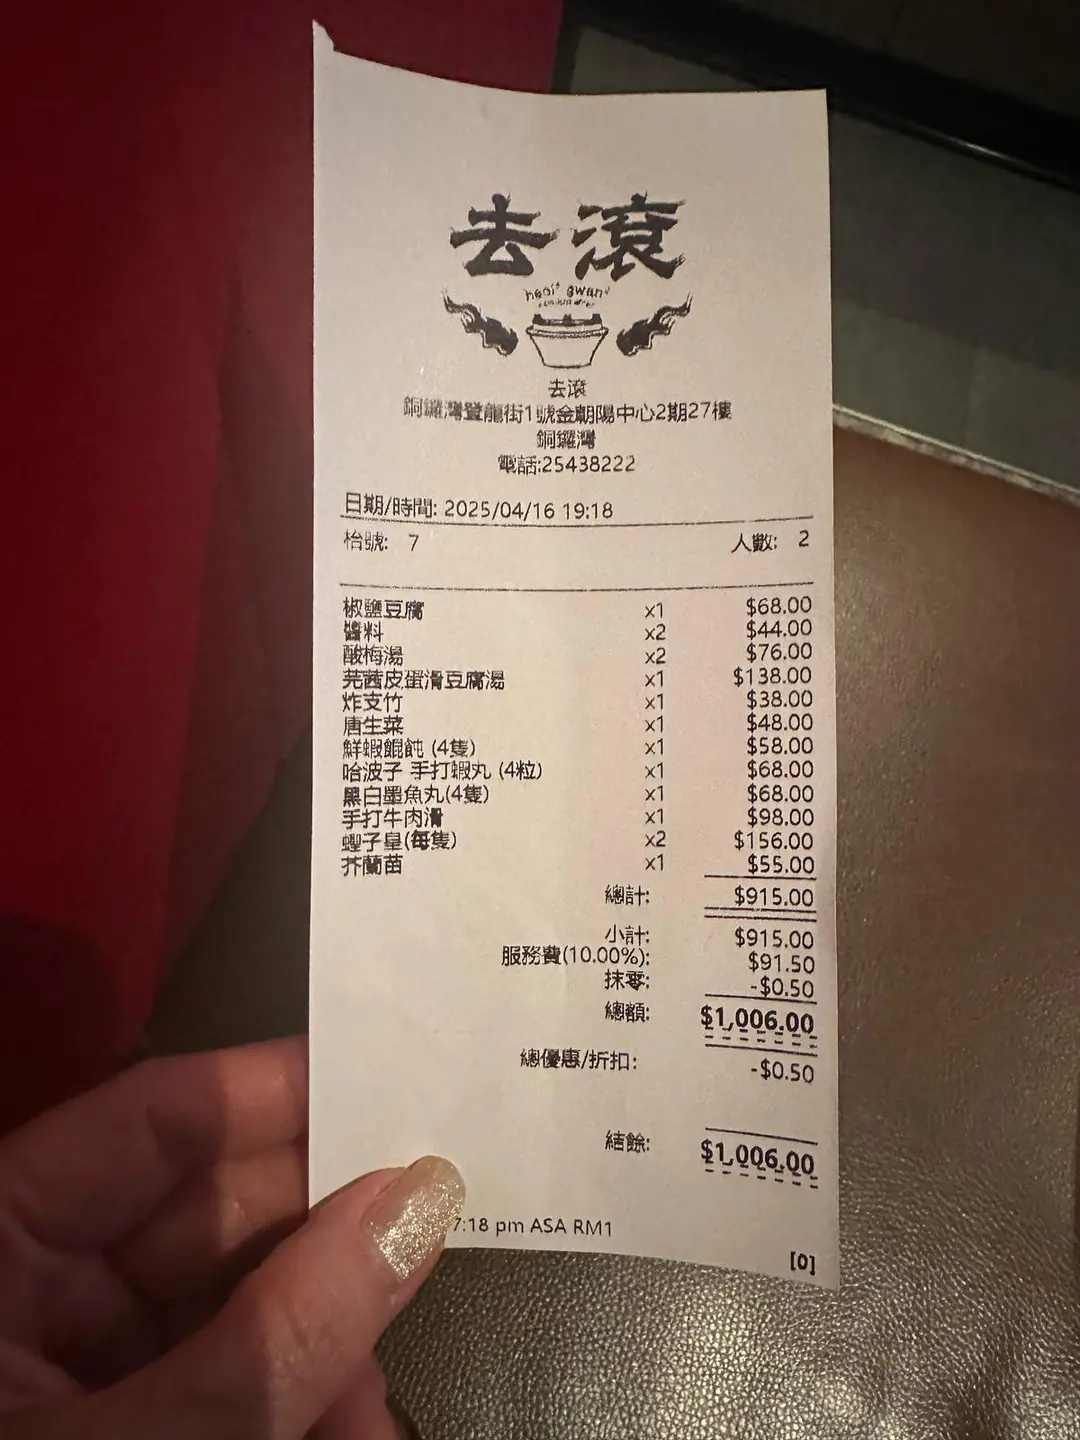 去滾
去滾
銅鑼灣登龍街1號金朝陽中心2期27樓
銅鑼灣
電話:25438222
日期/時間: 2025/04/16 19:18
枱號: 7 人數: 2
椒鹽豆腐 x1 $68.00
醬料 x2 $44.00
酸梅湯 x2 $76.00
芫茜皮蛋滑豆腐湯 x1 $138.00
炸支竹 x1 $38.00
唐生菜 x1 $48.00
鮮蝦餛飩 (4隻) x1 $58.00
哈波子 手打蝦丸 (4粒) x1 $68.00
黑白墨魚丸(4隻) x1 $68.00
手打牛肉滑 x1 $98.00
蟶子皇(每隻) x2 $156.00
芥蘭苗 x1 $55.00
總計: $915.00
小計: $915.00
服務費(10.00%): $91.50
抹零: -$0.50
總額: $1,006.00
總優惠/折扣: -$0.50
結餘: $1,006.00
7:18 pm ASA RM1
[0]